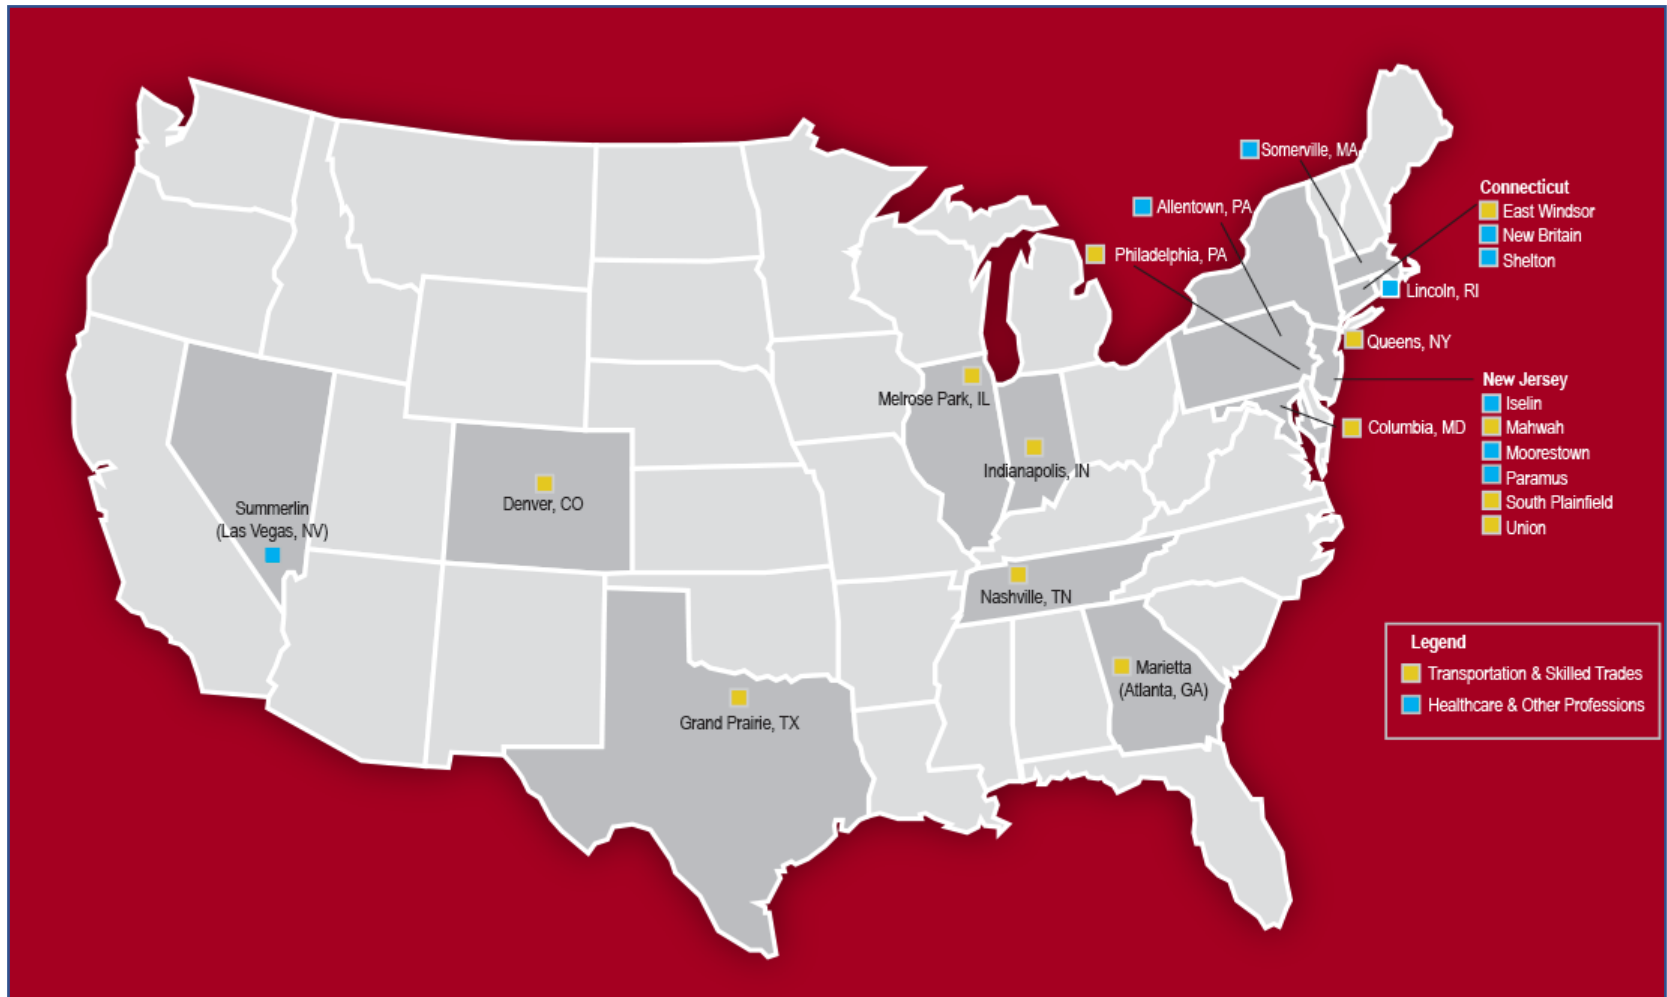 Somerville, MA
Connecticut
East Windsor
New Britain
Shelton
Allentown, PA
Philadelphia, PA
Lincoln, RI
Queens, NY
New Jersey
Iselin
Mahwah
Moorestown
Paramus
South Plainfield
Union
Columbia, MD
Melrose Park, IL
Indianapolis, IN
Denver, CO
Summerlin
(Las Vegas, NV)
Nashville, TN
Marietta
(Atlanta, GA)
Grand Prairie, TX
Legend
Transportation & Skilled Trades
Healthcare & Other Professions